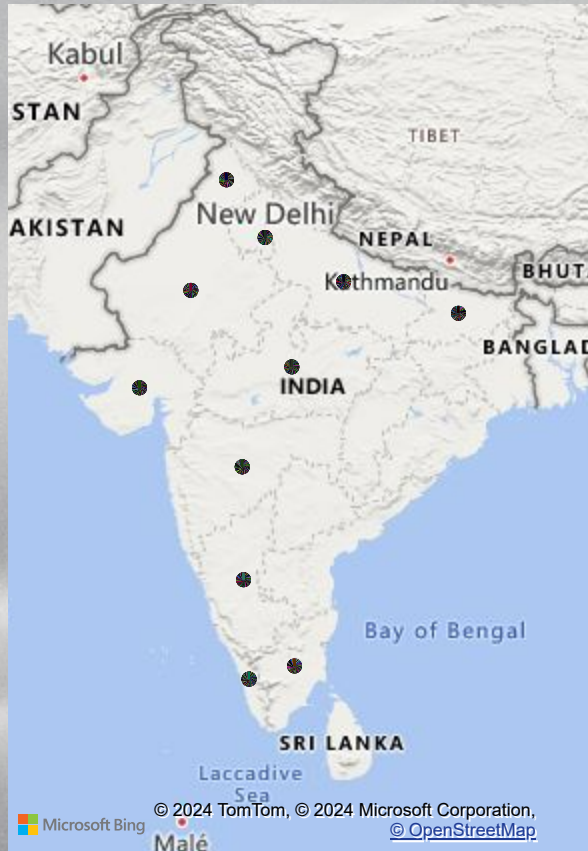 Kabul
STAN
TIBET
New Delhi
AKISTAN
NEPAL
BHUT
Kathmandu
BANGLAD
INDIA
Bay of Bengal
SRI LANKA
Laccadive
Sea
© 2024 TomTom, © 2024 Microsoft Corporation,
Microsoft Bing
© OpenStreetMap
Malé